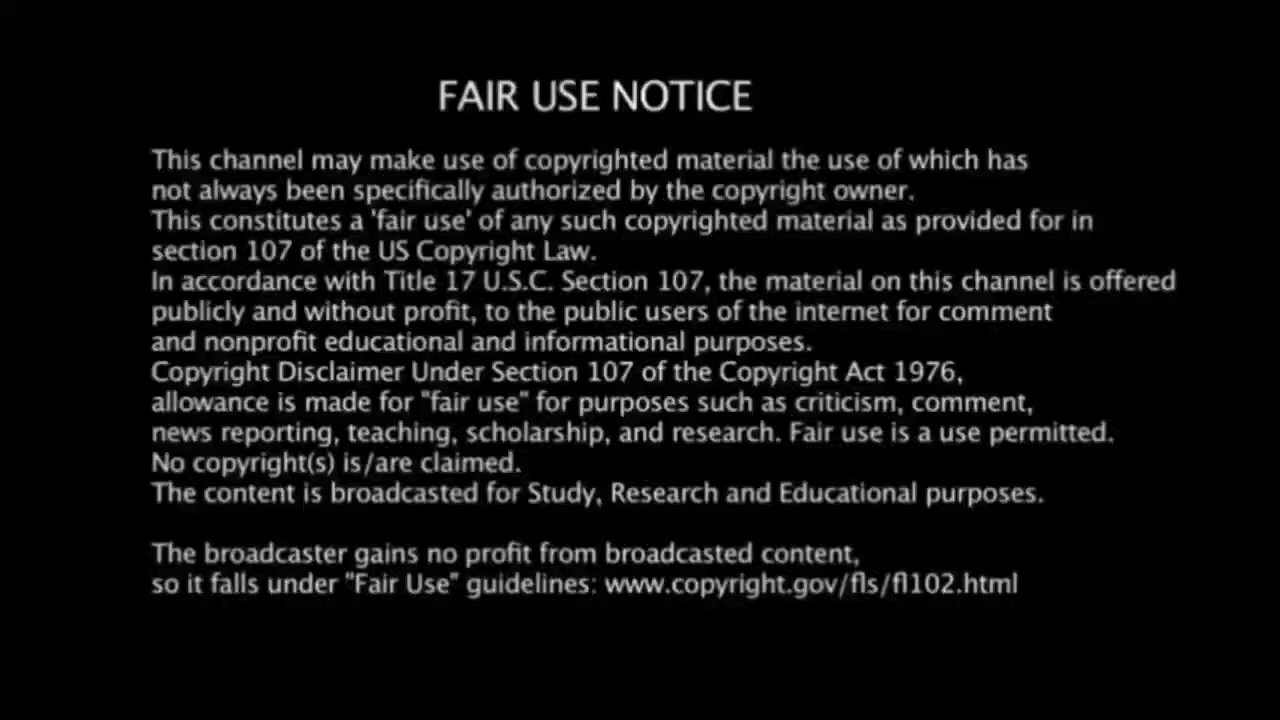 FAIR USE NOTICE
This channel may make use of copyrighted material the use of which has
not always been specifically authorized by the copyright owner.
This constitutes a 'fair use' of any such copyrighted material as provided for in
section 107 of the US Copyright Law.
In accordance with Title 17 U.S.C. Section 107, the material on this channel is offered
publicly and without profit, to the public users of the internet for comment
and nonprofit educational and informational purposes.
Copyright Disclaimer Under Section 107 of the Copyright Act 1976,
allowance is made for "fair use" for purposes such as criticism, comment,
news reporting, teaching, scholarship, and research. Fair use is a use permitted.
No copyright(s) is/are claimed.
The content is broadcasted for Study, Research and Educational purposes.
The broadcaster gains no profit from broadcasted content,
so it falls under "Fair Use" guidelines: www.copyright.gov/fls/fl102.html